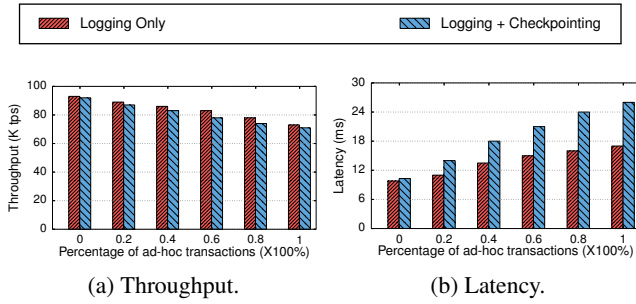 Logging Only
Logging + Checkpointing
Throughput (K tps)
100
80
60
40
20
0
0 0.2 0.4 0.6 0.8 1
Percentage of ad-hoc transactions (X100%)
(a) Throughput.
Latency (ms)
30
24
18
12
6
0
0 0.2 0.4 0.6 0.8 1
Percentage of ad-hoc transactions (X100%)
(b) Latency.